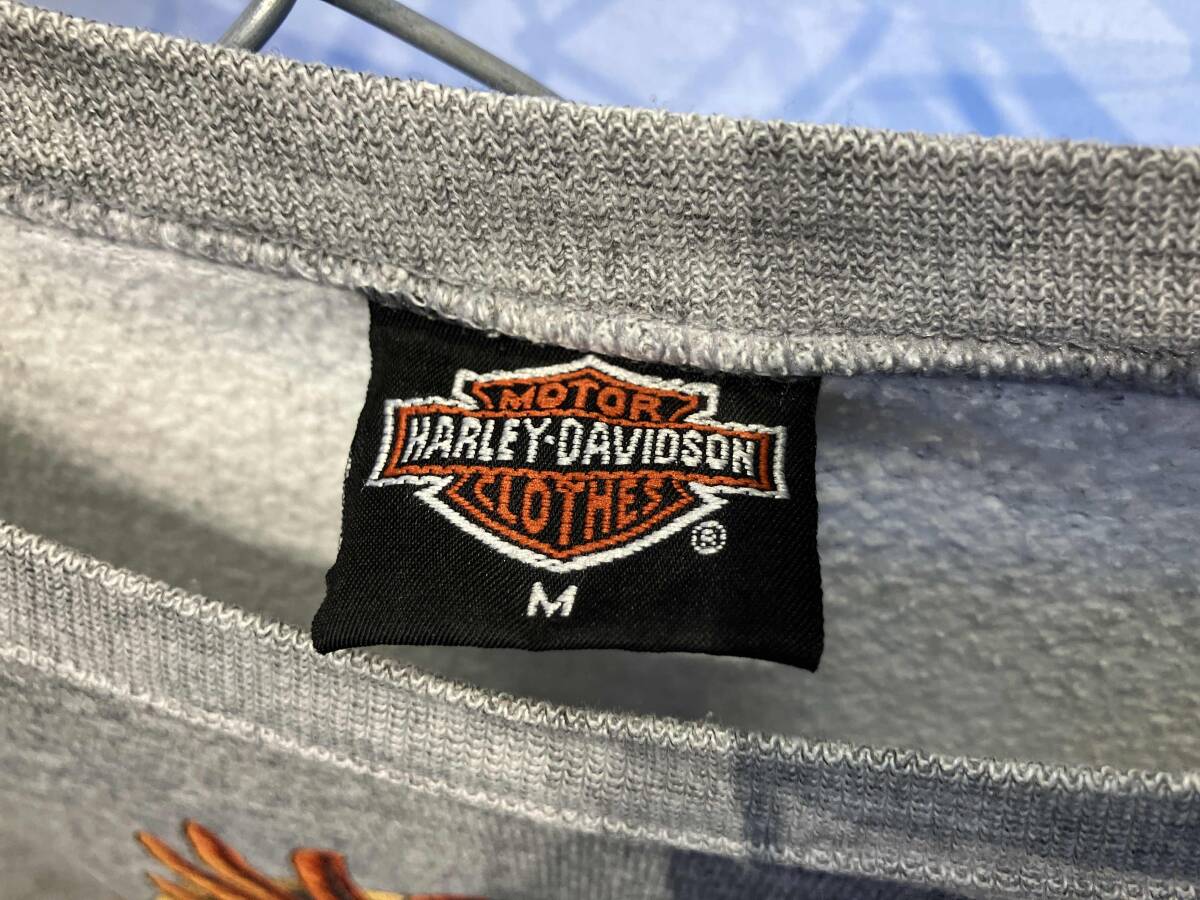 MOTOR
HARLEY-DAVIDSON
CLOTHES
®
M